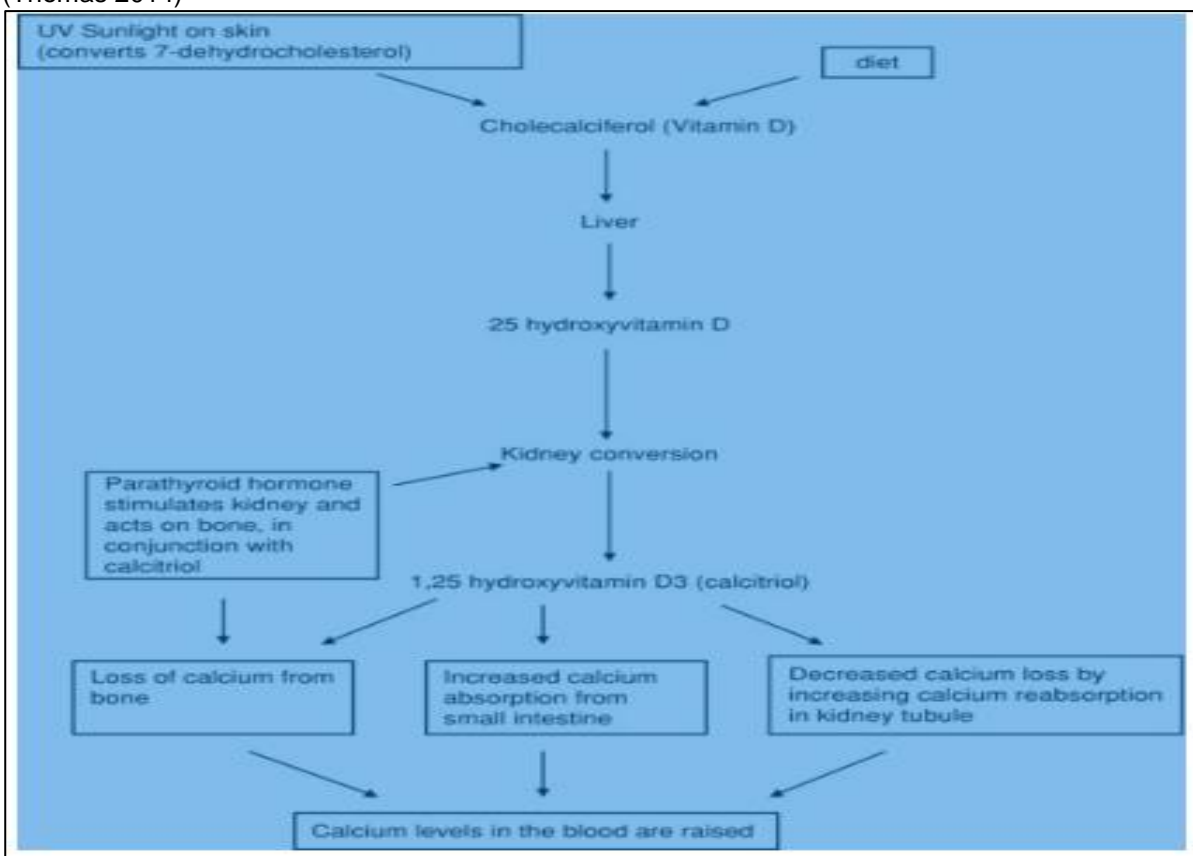 UV Sunlight on skin
(converts 7-dehydrocholesterol)
diet
Cholecalciferol (Vitamin D)
Liver
25 hydroxyvitamin D
Kidney conversion
Parathyroid hormone
stimulates kidney and
acts on bone, in
conjunction with
calcitriol
1,25 hydroxyvitamin D3 (calcitriol)
Loss of calcium from
bone
Increased calcium
absorption from
small intestine
Decreased calcium loss by
increasing calcium reabsorption
in kidney tubule
Calcium levels in the blood are raised